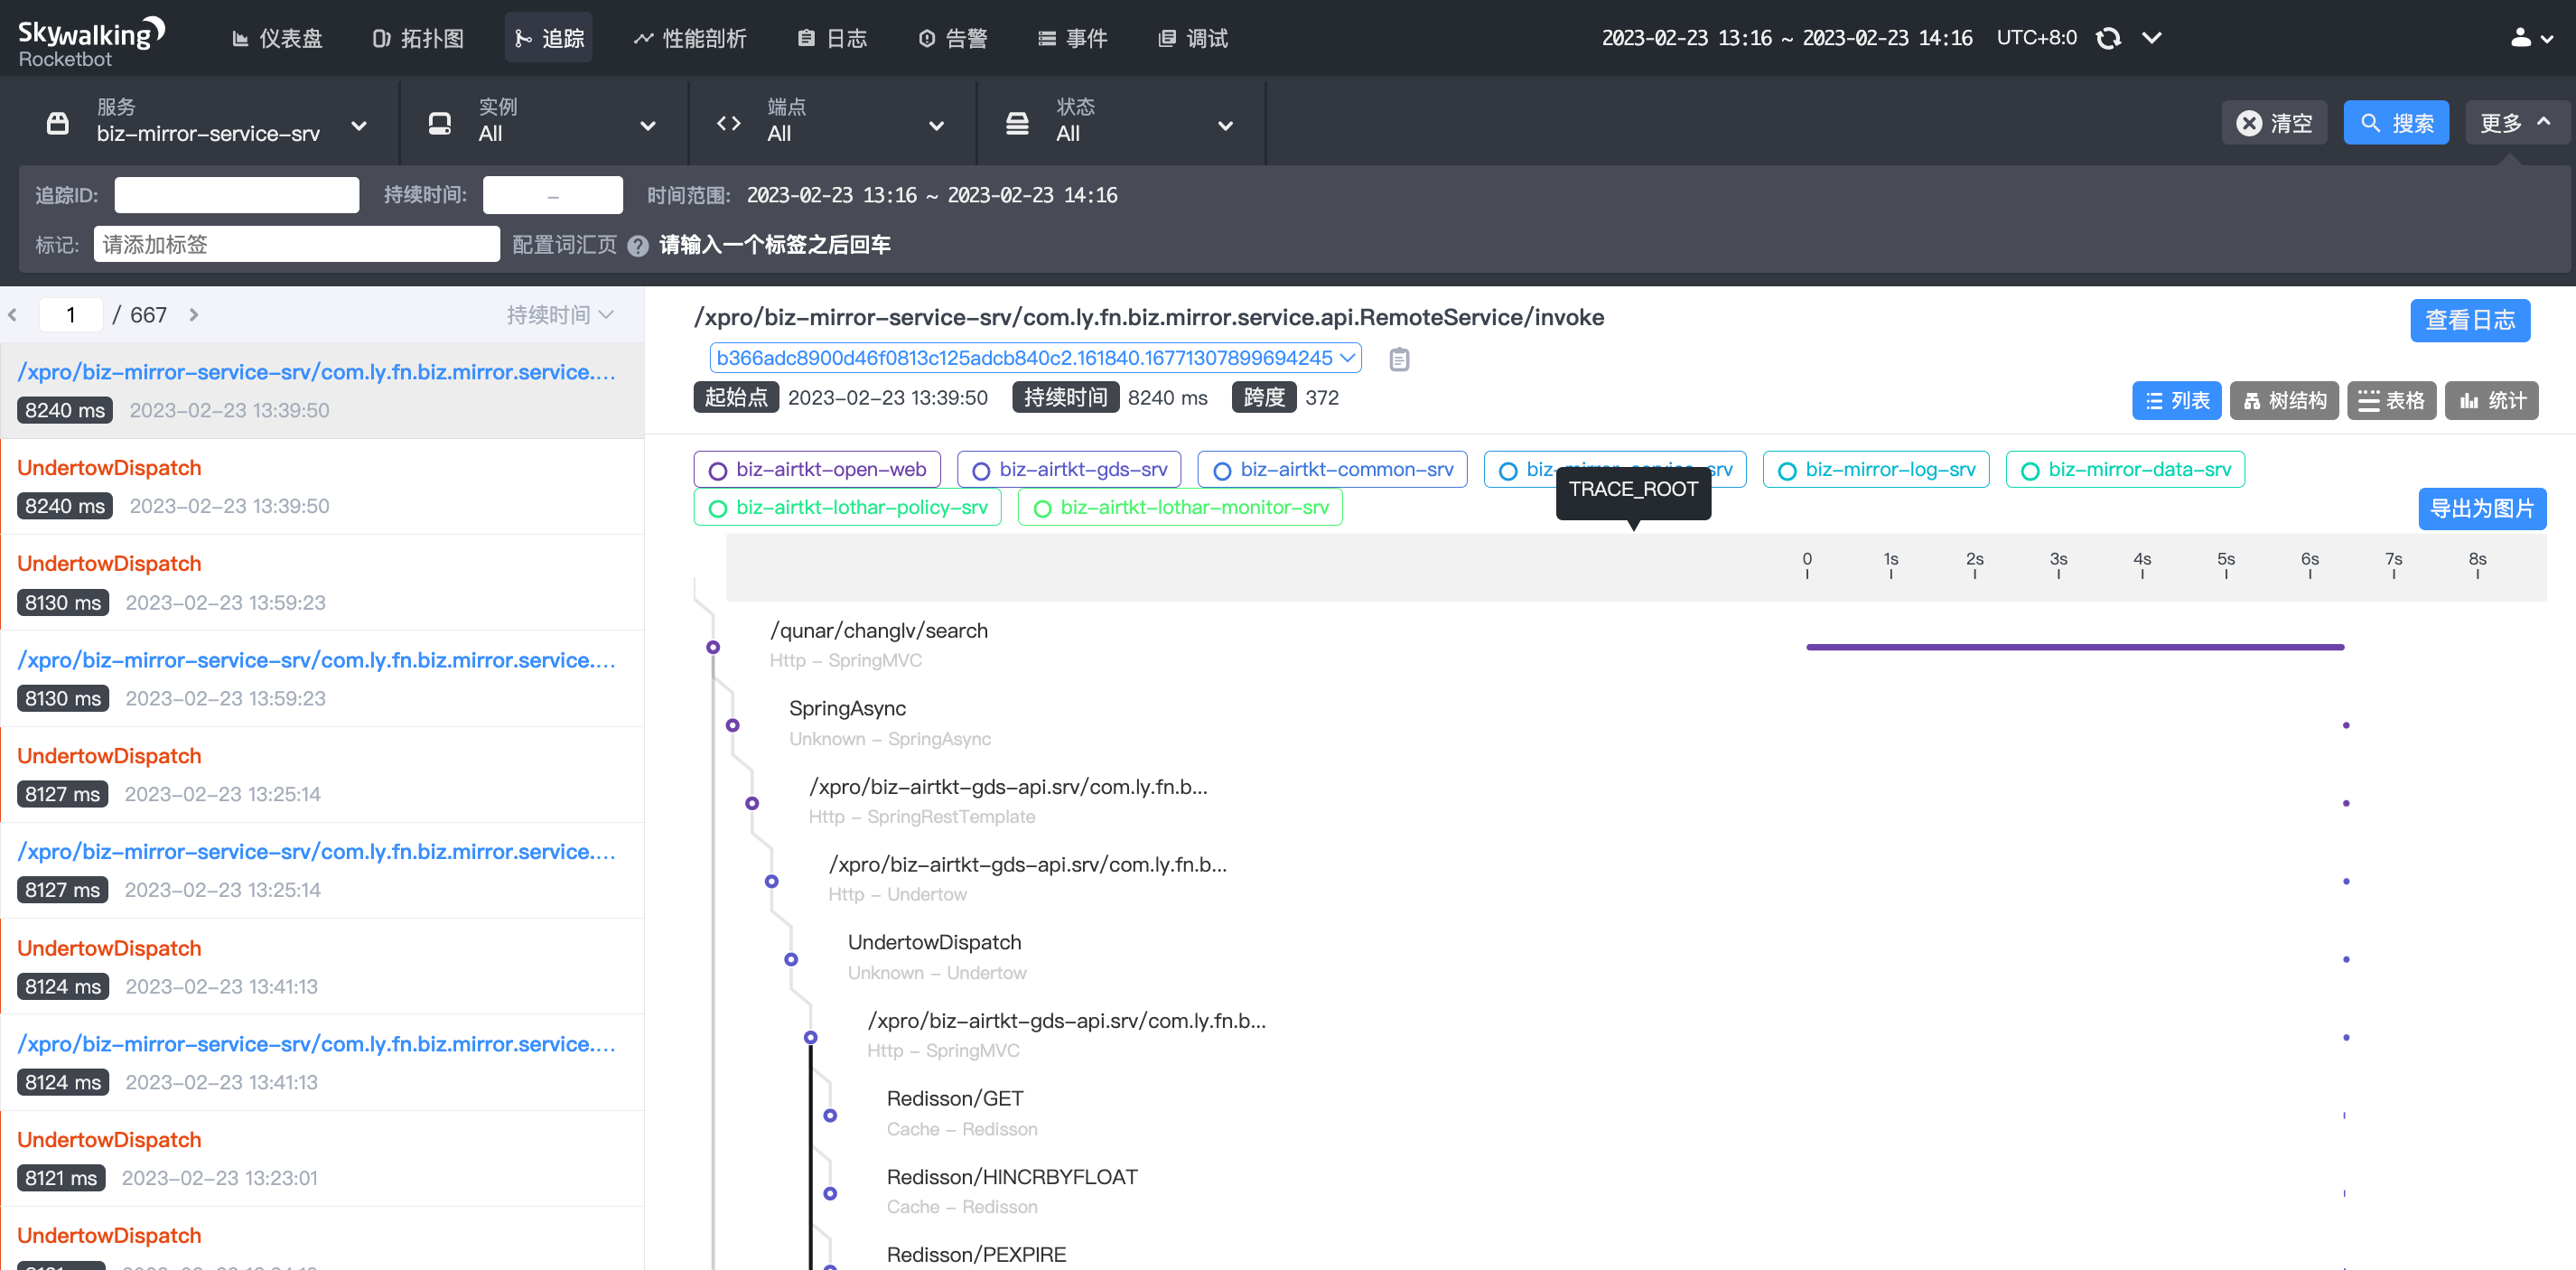 Skywalking
Rocketbot
仪表盘
拓扑图
追踪
性能剖析
日志
告警
事件
调试
2023-02-23 13:16 ~ 2023-02-23 14:16
UTC+8:0
服务
biz-mirror-service-srv
实例
All
端点
All
状态
All
清空
搜索
更多
追踪ID:
持续时间: –
时间范围: 2023-02-23 13:16 ~ 2023-02-23 14:16
标记: 请添加标签
配置词汇页 ? 请输入一个标签之后回车
1 / 667
持续时间
/xpro/biz-mirror-service-srv/com.ly.fn.biz.mirror.service....
8240 ms 2023-02-23 13:39:50
UndertowDispatch
8240 ms 2023-02-23 13:39:50
UndertowDispatch
8130 ms 2023-02-23 13:59:23
/xpro/biz-mirror-service-srv/com.ly.fn.biz.mirror.service....
8130 ms 2023-02-23 13:59:23
UndertowDispatch
8127 ms 2023-02-23 13:25:14
/xpro/biz-mirror-service-srv/com.ly.fn.biz.mirror.service....
8127 ms 2023-02-23 13:25:14
UndertowDispatch
8124 ms 2023-02-23 13:41:13
/xpro/biz-mirror-service-srv/com.ly.fn.biz.mirror.service....
8124 ms 2023-02-23 13:41:13
UndertowDispatch
8121 ms 2023-02-23 13:23:01
UndertowDispatch
/xpro/biz-mirror-service-srv/com.ly.fn.biz.mirror.service.api.RemoteService/invoke
查看日志
b366adc8900d46f0813c125adcb840c2.161840.16771307899694245
起始点 2023-02-23 13:39:50 持续时间 8240 ms 跨度 372
列表
树结构
表格
统计
biz-airtkt-open-web
biz-airtkt-gds-srv
biz-airtkt-common-srv
biz-mirror-service-srv
biz-mirror-log-srv
biz-mirror-data-srv
TRACE_ROOT
biz-airtkt-lothar-policy-srv
biz-airtkt-lothar-monitor-srv
导出为图片
0 1s 2s 3s 4s 5s 6s 7s 8s
/qunar/changlv/search
Http - SpringMVC
SpringAsync
Unknown - SpringAsync
/xpro/biz-airtkt-gds-api.srv/com.ly.fn.b...
Http - SpringRestTemplate
/xpro/biz-airtkt-gds-api.srv/com.ly.fn.b...
Http - Undertow
UndertowDispatch
Unknown - Undertow
/xpro/biz-airtkt-gds-api.srv/com.ly.fn.b...
Http - SpringMVC
Redisson/GET
Cache - Redisson
Redisson/HINCRBYFLOAT
Cache - Redisson
Redisson/PEXPIRE